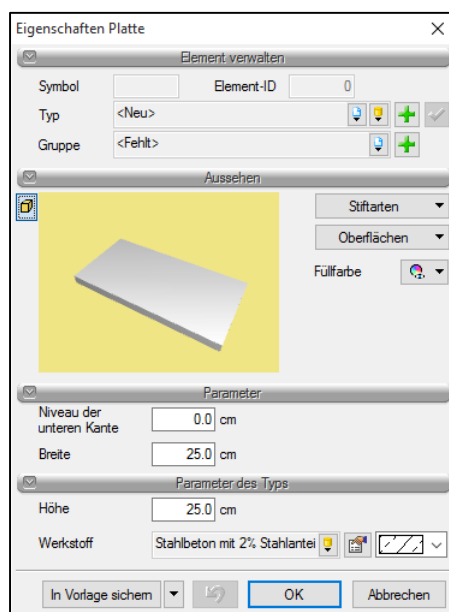 Eigenschaften Platte
Element verwalten
Symbol Element-ID 0
Typ <Neu>
Gruppe <Fehlt>
Aussehen
Stiftarten
Oberflächen
Füllfarbe
Parameter
Niveau der
unteren Kante 0.0 cm
Breite 25.0 cm
Parameter des Typs
Höhe 25.0 cm
Werkstoff Stahlbeton mit 2% Stahlantei
In Vorlage sichern OK Abbrechen